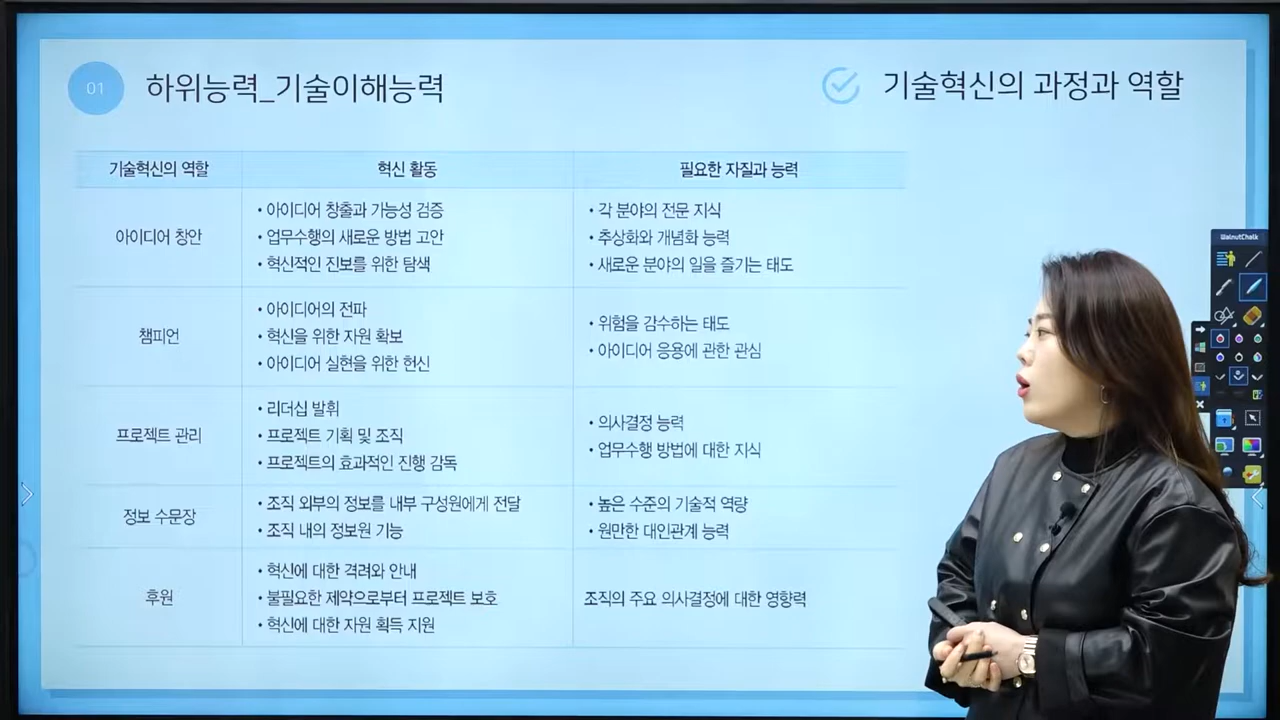 01
하위능력_기술이해능력
기술혁신의 과정과 역할
기술혁신의 역할
혁신 활동
필요한 자질과 능력
아이디어 창안
• 아이디어 창출과 가능성 검증
• 업무수행의 새로운 방법 고안
• 혁신적인 진보를 위한 탐색
• 각 분야의 전문 지식
• 추상화와 개념화 능력
• 새로운 분야의 일을 즐기는 태도
챔피언
• 아이디어의 전파
• 혁신을 위한 자원 확보
• 아이디어 실현을 위한 헌신
• 위험을 감수하는 태도
• 아이디어 응용에 관한 관심
프로젝트 관리
• 리더십 발휘
• 프로젝트 기획 및 조직
• 프로젝트의 효과적인 진행 감독
• 의사결정 능력
• 업무수행 방법에 대한 지식
정보 수문장
• 조직 외부의 정보를 내부 구성원에게 전달
• 조직 내의 정보원 기능
• 높은 수준의 기술적 역량
• 원만한 대인관계 능력
후원
• 혁신에 대한 격려와 안내
• 불필요한 제약으로부터 프로젝트 보호
• 혁신에 대한 자원 획득 지원
조직의 주요 의사결정에 대한 영향력
WalnutChalk